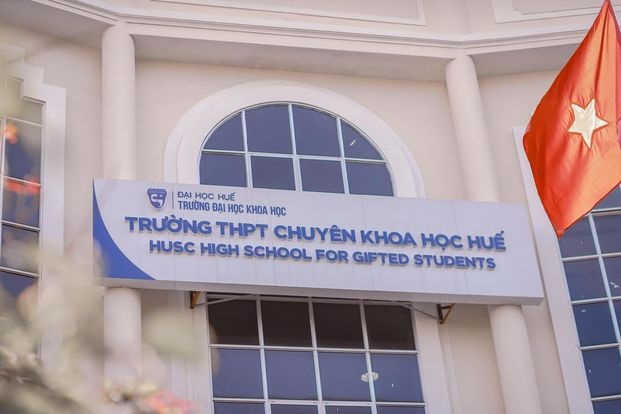 ĐẠI HỌC HUẾ
TRƯỜNG ĐẠI HỌC KHOA HỌC
TRƯỜNG THPT CHUYÊN KHOA HỌC HUẾ
HUSC HIGH SCHOOL FOR GIFTED STUDENTS